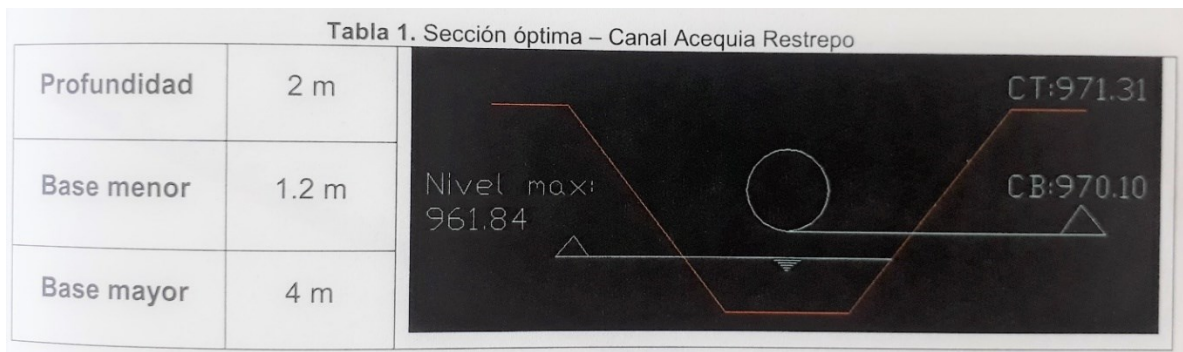 Tabla 1. Sección óptima – Canal Acequia Restrepo
Profundidad 2 m
Base menor 1.2 m
Base mayor 4 m
CT:971.31
Nivel max:
961.84
CB:970.10